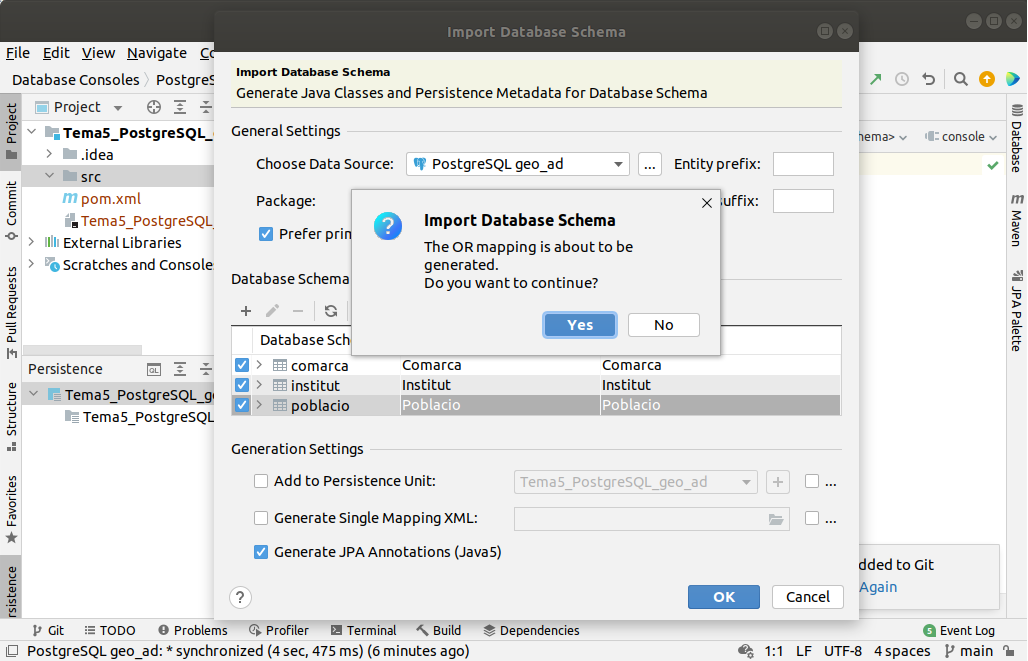 Import Database Schema
File Edit View Navigate Co
Database Consoles PostgreS
Import Database Schema
Generate Java Classes and Persistence Metadata for Database Schema
Project
Project
Tema5_PostgreSQL_
.idea
src
pom.xml
Tema5_PostgreSQL_
External Libraries
Scratches and Console
Commit
Pull Requests
Structure
Favorites
rsistence
Persistence
QL
Tema5_PostgreSQL_ge
Tema5_PostgreSQL
General Settings
Choose Data Source: PostgreSQL geo_ad ... Entity prefix:
Package: suffix:
Prefer prim
Database Schema
Import Database Schema
The OR mapping is about to be
generated.
Do you want to continue?
Yes No
Database Sch
comarca Comarca Comarca
institut Institut Institut
poblacio Poblacio Poblacio
Generation Settings
Add to Persistence Unit: Tema5_PostgreSQL_geo_ad ...
Generate Single Mapping XML: ...
Generate JPA Annotations (Java5)
? OK Cancel
hema> console
Database
m Maven
JPA Palette
dded to Git
Again
Git TODO Problems Profiler Terminal Build Dependencies 5 Event Log
PostgreSQL geo_ad: * synchronized (4 sec, 475 ms) (6 minutes ago) 1:1 LF UTF-8 4 spaces main